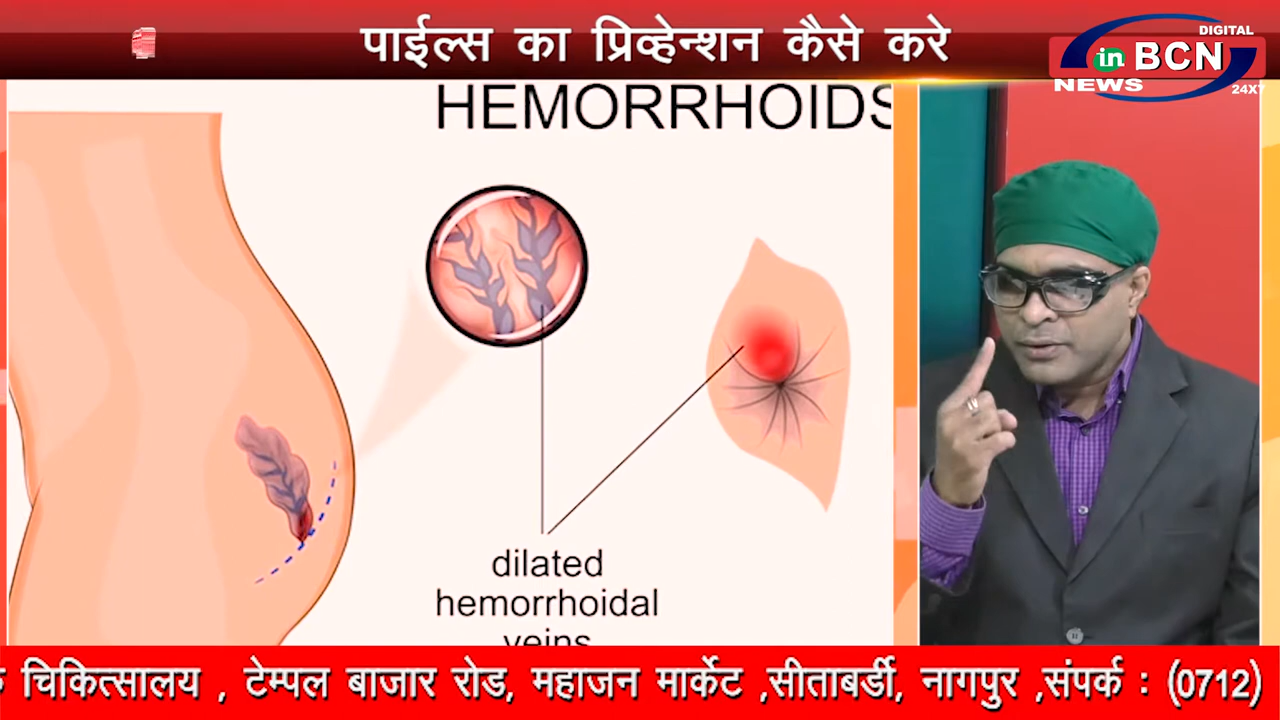 पाईल्स का प्रिव्हेन्शन कैसे करे
DIGITAL
in BCN
NEWS
24X7
HEMORRHOIDS
dilated
hemorrhoidal
veins
चिकित्सालय , टेम्पल बाजार रोड, महाजन मार्केट ,सीताबर्डी, नागपुर ,संपर्क : (0712)